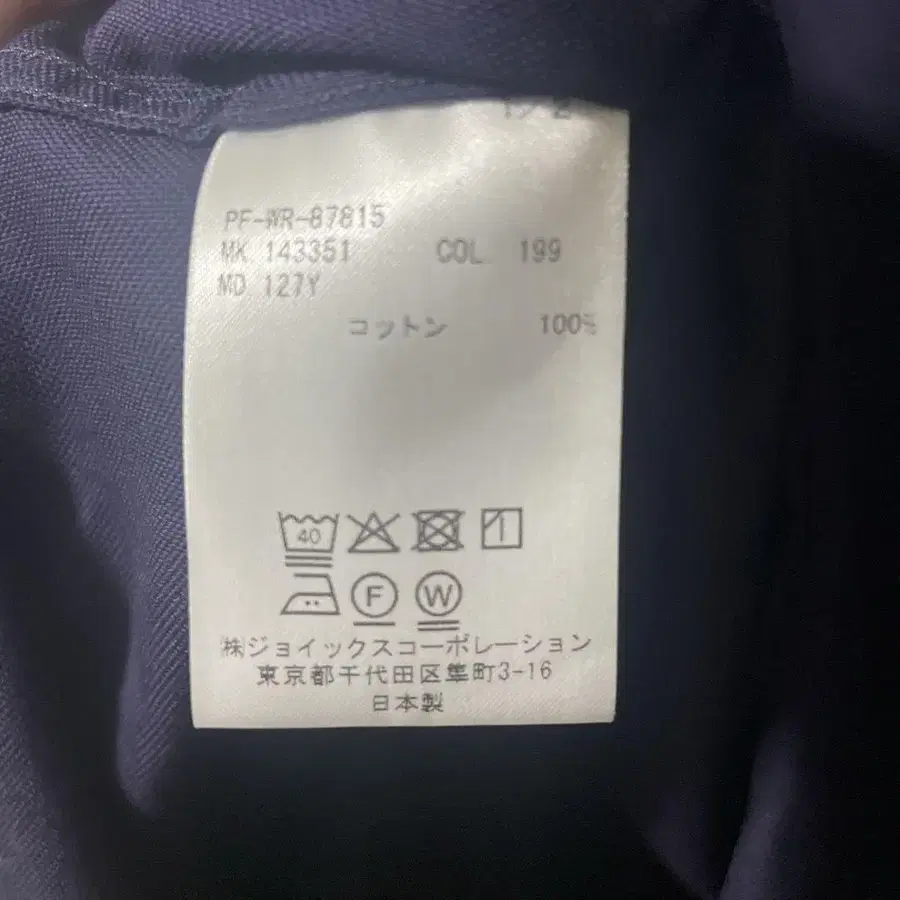 PF-WR-87815
MK 143351 COL 199
MD 127Y
コットン 100%
40
F W
㈱ジョイックスコーポレーション
東京都千代田区隼町3-16
日本製